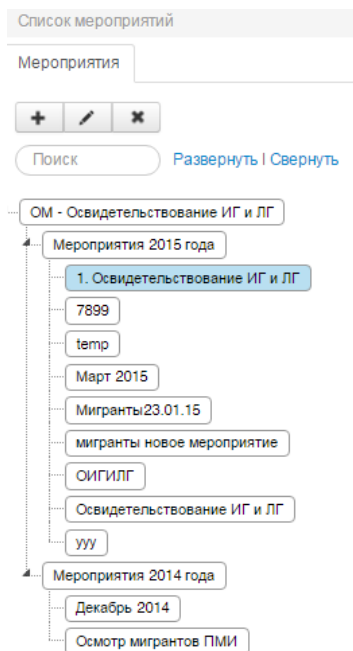 Список мероприятий
Мероприятия
Поиск
Развернуть | Свернуть
ОМ - Освидетельствование ИГ и ЛГ
Мероприятия 2015 года
1. Освидетельствование ИГ и ЛГ
7899
temp
Март 2015
Мигранты23.01.15
мигранты новое мероприятие
ОИГИЛГ
Освидетельствование ИГ и ЛГ
ууу
Мероприятия 2014 года
Декабрь 2014
Осмотр мигрантов ПМИ